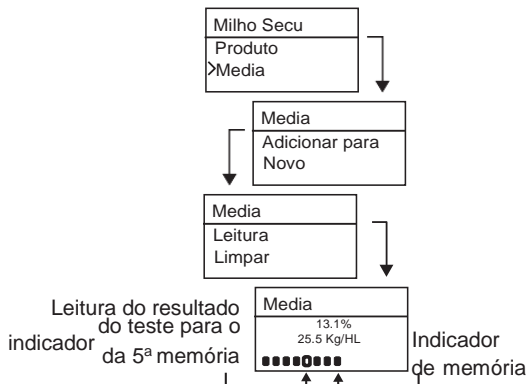 Milho Secu
Produto
>Media
Media
Adicionar para
Novo
Media
Leitura
Limpar
Media
13.1%
25.5 Kg/HL
Leitura do resultado
do teste para o
indicador da 5ª memória
Indicador
de memória